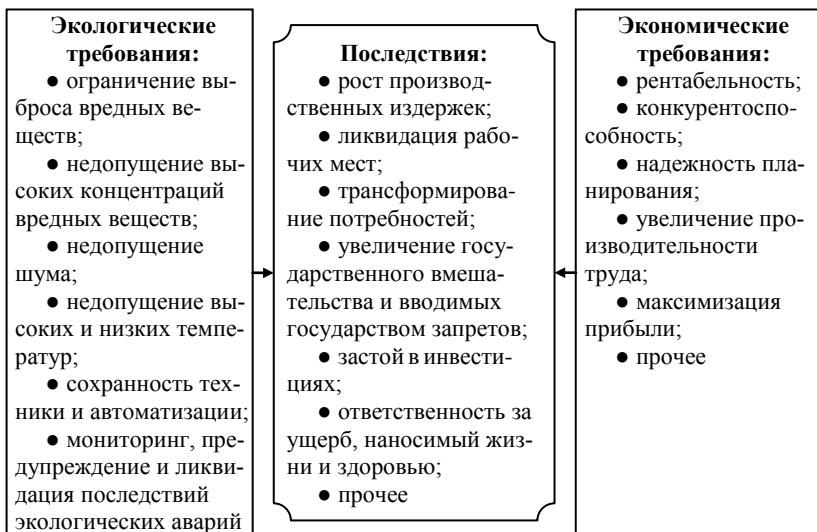 Экологические
требования:
● ограничение вы-
броса вредных ве-
ществ;
● недопущение вы-
соких концентраций
вредных веществ;
● недопущение
шума;
● недопущение вы-
соких и низких темпе-
ратур;
● сохранность тех-
ники и автоматизации;
● мониторинг, пре-
дупреждение и ликви-
дация последствий
экологических аварий
Последствия:
● рост производ-
ственных издержек;
● ликвидация рабо-
чих мест;
● трансформирова-
ние потребностей;
● увеличение госу-
дарственного вмеша-
тельства и вводимых
государством запретов;
● застой в инвести-
циях;
● ответственность за
ущерб, наносимый жиз-
ни и здоровью;
● прочее
Экономические
требования:
● рентабельность;
● конкурентоспо-
собность;
● надежность пла-
нирования;
● увеличение про-
изводительности
труда;
● максимизация
прибыли;
● прочее